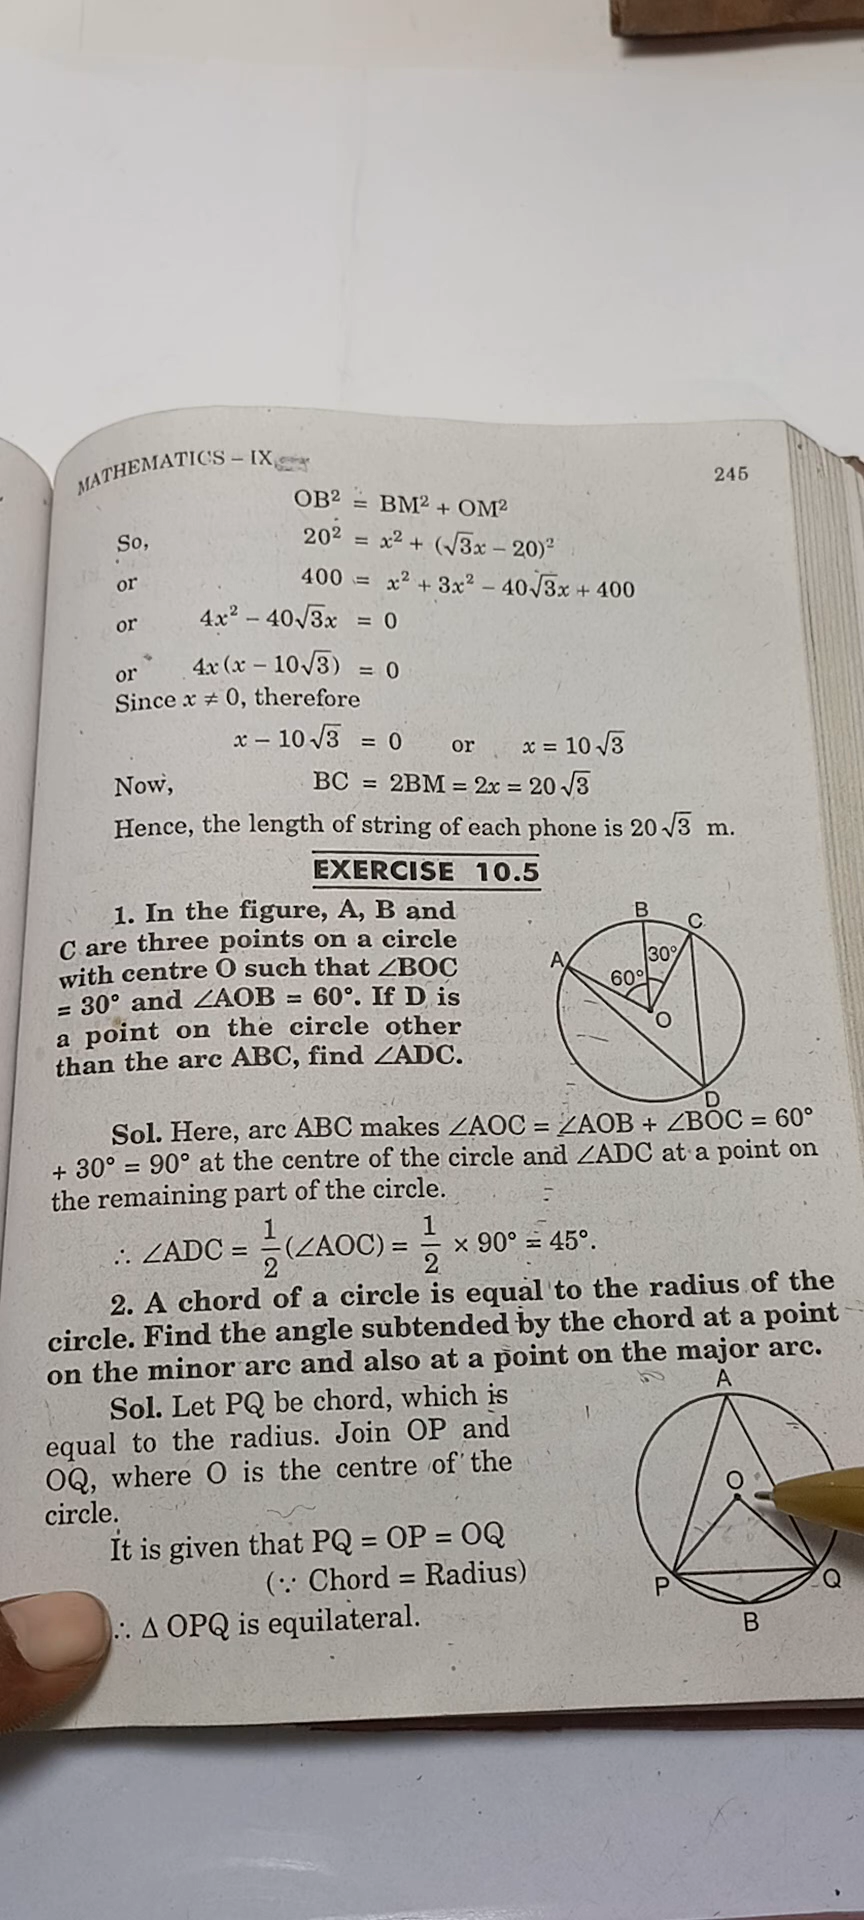 MATHEMATICS – IX
245
OB² = BM² + OM²
So, 20² = x² + (√3x – 20)²
or 400 = x² + 3x² – 40√3x + 400
or 4x² – 40√3x = 0
or 4x(x – 10√3) = 0
Since x ≠ 0, therefore
x – 10√3 = 0 or x = 10√3
Now, BC = 2BM = 2x = 20√3
Hence, the length of string of each phone is 20√3 m.
EXERCISE 10.5
1. In the figure, A, B and
C are three points on a circle
with centre O such that ∠BOC
= 30° and ∠AOB = 60°. If D is
a point on the circle other
than the arc ABC, find ∠ADC.
B
C
A
30°
60°
O
D
Sol. Here, arc ABC makes ∠AOC = ∠AOB + ∠BOC = 60°
+ 30° = 90° at the centre of the circle and ∠ADC at a point on
the remaining part of the circle.
∴ ∠ADC = 1/2 (∠AOC) = 1/2 × 90° = 45°.
2. A chord of a circle is equal to the radius of the
circle. Find the angle subtended by the chord at a point
on the minor arc and also at a point on the major arc.
Sol. Let PQ be chord, which is
equal to the radius. Join OP and
OQ, where O is the centre of the
circle.
It is given that PQ = OP = OQ
(∵ Chord = Radius)
∴ Δ OPQ is equilateral.
A
O
P
Q
B